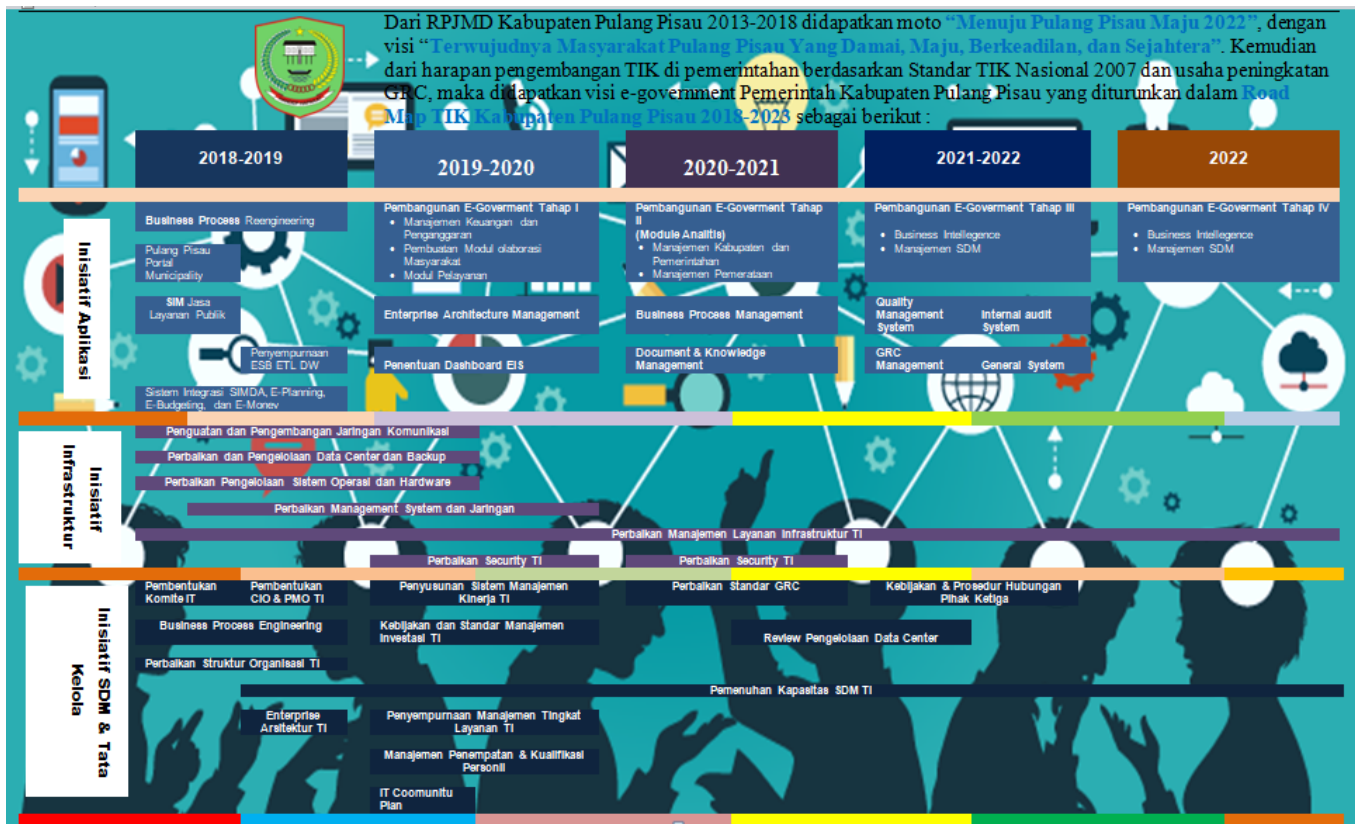 Dari RPJMD Kabupaten Pulang Pisau 2013-2018 didapatkan moto “Menuju Pulang Pisau Maju 2022”, dengan
visi “Terwujudnya Masyarakat Pulang Pisau Yang Damai, Maju, Berkeadilan, dan Sejahtera”. Kemudian
dari harapan pengembangan TIK di pemerintahan berdasarkan Standar TIK Nasional 2007 dan usaha peningkatan
GRC, maka didapatkan visi e-government Pemerintah Kabupaten Pulang Pisau yang diturunkan dalam Road
Map TIK Kabupaten Pulang Pisau 2018-2023 sebagai berikut :
2018-2019
2019-2020
2020-2021
2021-2022
2022
Inisiatif Aplikasi
Business Process Reengineering
Pulang Pisau
Portal
Municipality
SIM Jasa
Layanan Publik
Penyempurnaan
ESB ETL DW
Sistem Integrasi SIMDA, E-Planning,
E-Budgeting, dan E-Monev
Pembangunan E-Goverment Tahap I
• Manajemen Keuangan dan
Penganggaran
• Pembuatan Modul olaborasi
Masyarakat
• Modul Pelayanan
Enterprise Architecture Management
Penentuan Dashboard EIS
Pembangunan E-Goverment Tahap
II
(Module Analitis)
• Manajemen Kabupaten dan
Pemerintahan
• Manajemen Pemerataan
Business Process Management
Document & Knowledge
Management
Pembangunan E-Goverment Tahap III
• Business Intellegence
• Manajemen SDM
Quality
Management
System
Internal audit
System
GRC
Management
General System
Pembangunan E-Goverment Tahap IV
• Business Intellegence
• Manajemen SDM
Inisiatif
Infrastruktur
Penguatan dan Pengembangan Jaringan Komunikasi
Perbaikan dan Pengelolaan Data Center dan Backup
Perbaikan Pengelolaan Sistem Operasi dan Hardware
Perbaikan Management System dan Jaringan
Perbaikan Manajemen Layanan Infrastruktur TI
Perbaikan Security TI
Perbaikan Security TI
Inisiatif SDM & Tata
Kelola
Pembentukan
Komite IT
Pembentukan
CIO & PMO TI
Penyusunan Sistem Manajemen
Kinerja TI
Perbaikan Standar GRC
Kebijakan & Prosedur Hubungan
Pihak Ketiga
Business Process Engineering
Kebijakan dan Standar Manajemen
Investasi TI
Review Pengelolaan Data Center
Perbaikan Struktur Organisasi TI
Pemenuhan Kapasitas SDM TI
Enterprise
Arsitektur TI
Penyempurnaan Manajemen Tingkat
Layanan TI
Manajemen Penempatan & Kualifikasi
Personil
IT Coomunitu
Plan